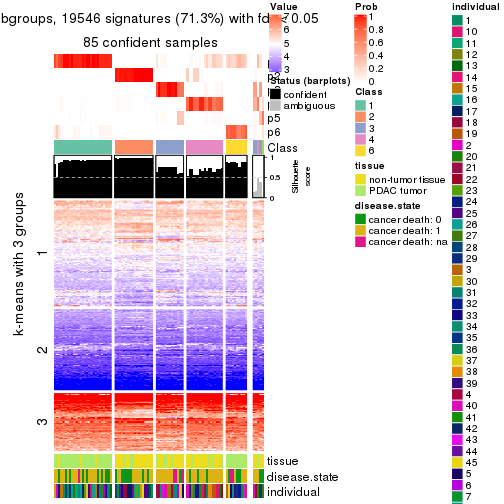 bgroups, 19546 signatures (71.3%) with fd
0.05
85 confident samples
p5
p6
Class
1
0.5
0
Silhouette
score
k-means with 3 groups
1
2
3
tissue
disease.state
individual
Value
7
6
5
4
3
Status (barplots)
confident
ambiguous
Prob
1
0.8
0.6
0.4
0.2
0
Class
1
2
3
4
6
tissue
non-tumor tissue
PDAC tumor
disease.state
cancer death: 0
cancer death: 1
cancer death: na
individual
1
10
11
12
13
14
15
16
17
18
19
2
20
21
22
23
24
25
26
27
28
29
3
30
31
32
33
34
35
36
37
38
39
4
40
41
42
43
44
45
5
6
7